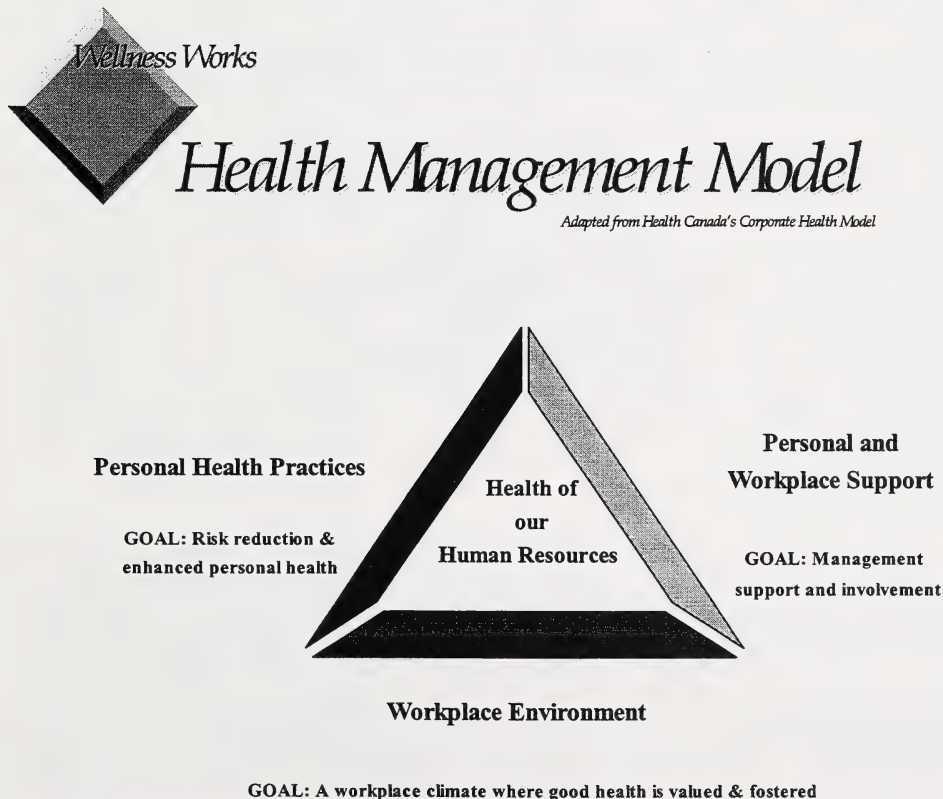 Wellness Works
Health Management Model
Adapted from Health Canada's Corporate Health Model
Personal Health Practices
GOAL: Risk reduction &
enhanced personal health
Health of
our
Human Resources
Personal and
Workplace Support
GOAL: Management
support and involvement
Workplace Environment
GOAL: A workplace climate where good health is valued & fostered